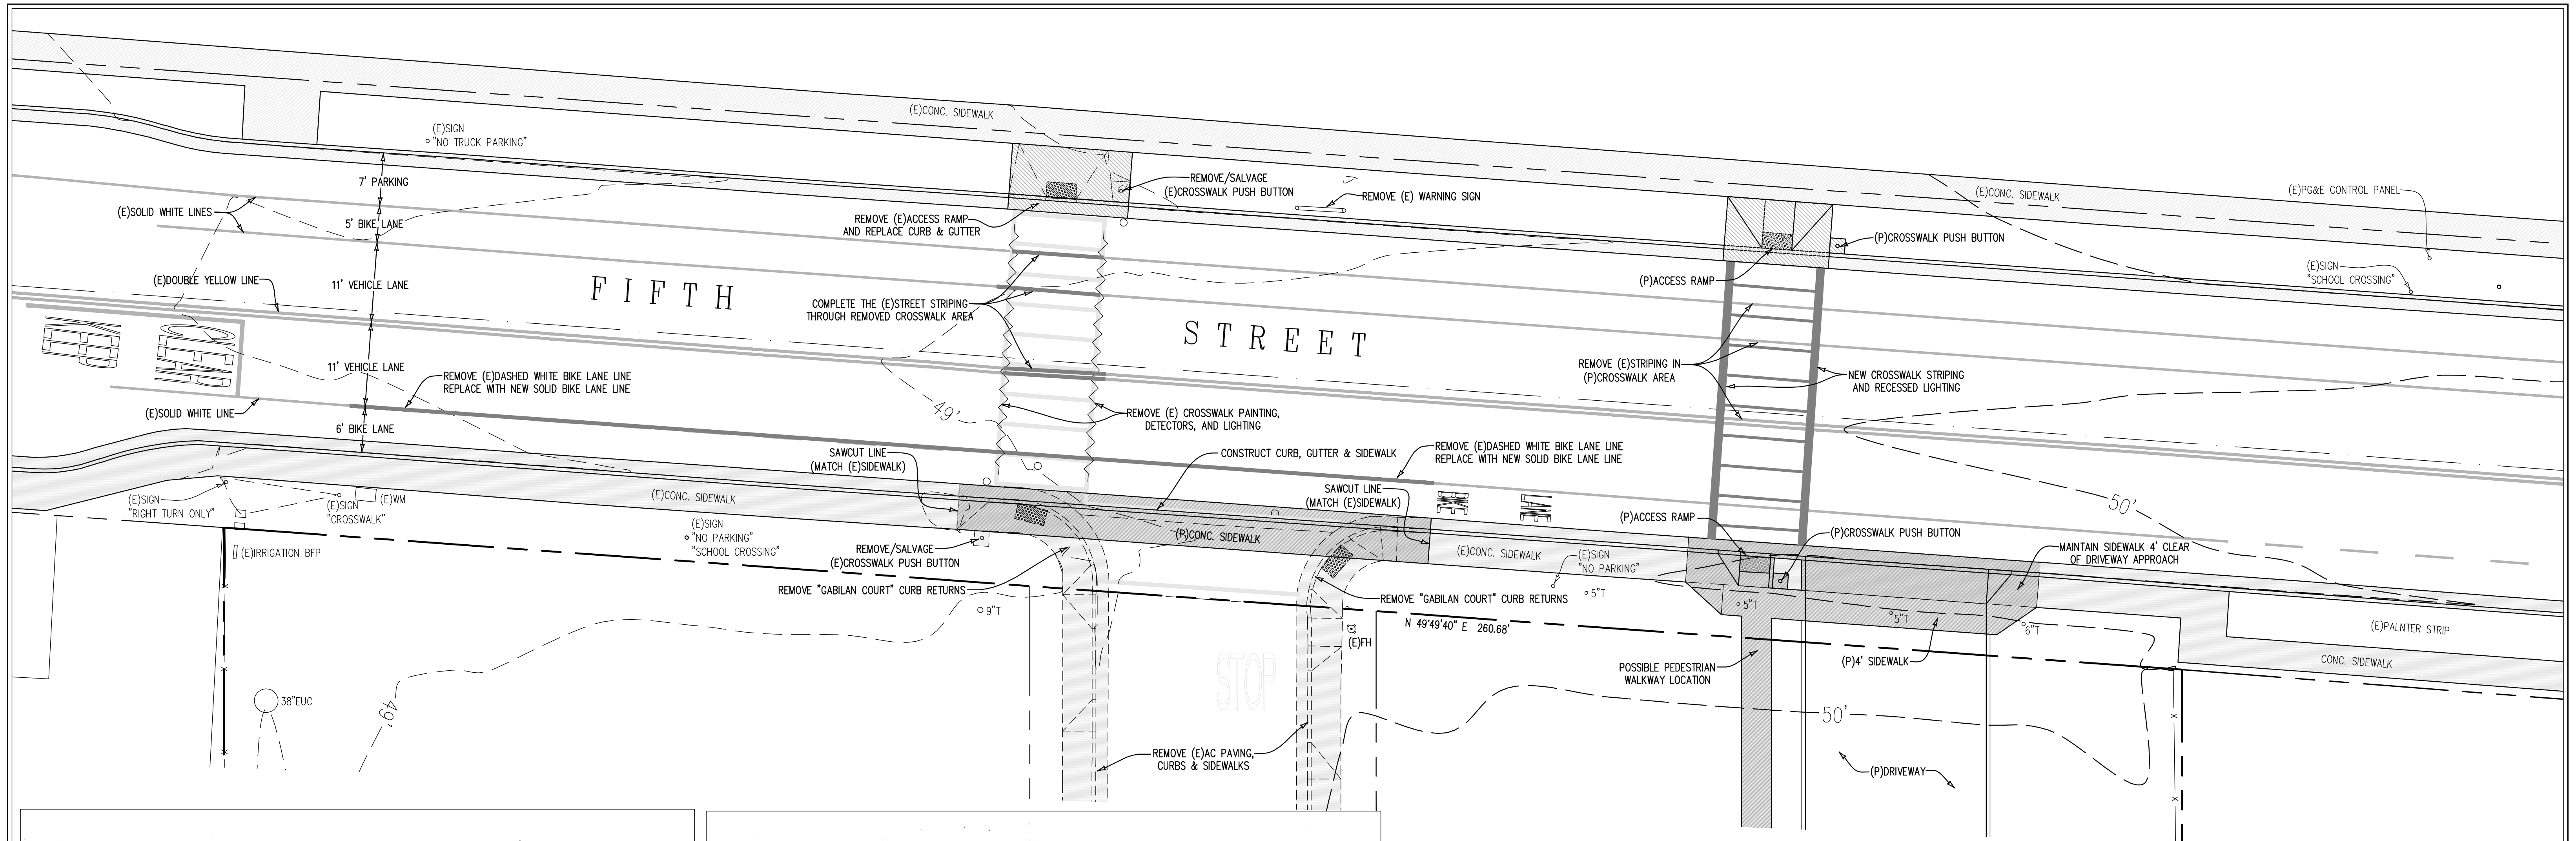 (E)CONC. SIDEWALK
(E)SIGN
"NO TRUCK PARKING"
7' PARKING
(E)SOLID WHITE LINES
5' BIKE LANE
REMOVE/SALVAGE
(E)CROSSWALK PUSH BUTTON
REMOVE (E) WARNING SIGN
REMOVE (E)ACCESS RAMP
AND REPLACE CURB & GUTTER
(E)CONC. SIDEWALK
(E)PG&E CONTROL PANEL
(P)CROSSWALK PUSH BUTTON
(E)SIGN
"SCHOOL CROSSING"
(P)ACCESS RAMP
(E)DOUBLE YELLOW LINE
11' VEHICLE LANE
FIFTH STREET
COMPLETE THE (E)STREET STRIPING
THROUGH REMOVED CROSSWALK AREA
11' VEHICLE LANE
REMOVE (E)DASHED WHITE BIKE LANE LINE
REPLACE WITH NEW SOLID BIKE LANE LINE
REMOVE (E)STRIPING IN
(P)CROSSWALK AREA
NEW CROSSWALK STRIPING
AND RECESSED LIGHTING
(E)SOLID WHITE LINE
6' BIKE LANE
49'
REMOVE (E) CROSSWALK PAINTING,
DETECTORS, AND LIGHTING
SAWCUT LINE
(MATCH (E)SIDEWALK)
CONSTRUCT CURB, GUTTER & SIDEWALK
REMOVE (E)DASHED WHITE BIKE LANE LINE
REPLACE WITH NEW SOLID BIKE LANE LINE
SAWCUT LINE
(MATCH (E)SIDEWALK)
BIKE
LANE
50'
(E)SIGN
"RIGHT TURN ONLY"
(E)SIGN
"CROSSWALK"
(E)WM
(E)CONC. SIDEWALK
(E)SIGN
"NO PARKING"
"SCHOOL CROSSING"
REMOVE/SALVAGE
(E)CROSSWALK PUSH BUTTON
(R)CONC. SIDEWALK
(E)CONC. SIDEWALK
(E)SIGN
"NO PARKING"
(P)ACCESS RAMP
(P)CROSSWALK PUSH BUTTON
MAINTAIN SIDEWALK 4' CLEAR
OF DRIVEWAY APPROACH
(E)IRRIGATION BFP
REMOVE "GABILAN COURT" CURB RETURNS
REMOVE "GABILAN COURT" CURB RETURNS
9"T
5"T
5"T
5"T
6"T
N 49°49'40" E 260.68'
(E)FH
(E)PALNTER STRIP
CONC. SIDEWALK
(P)4' SIDEWALK
POSSIBLE PEDESTRIAN
WALKWAY LOCATION
STOP
38"EUC
49'
50'
REMOVE (E)AC PAVING,
CURBS & SIDEWALKS
(P)DRIVEWAY